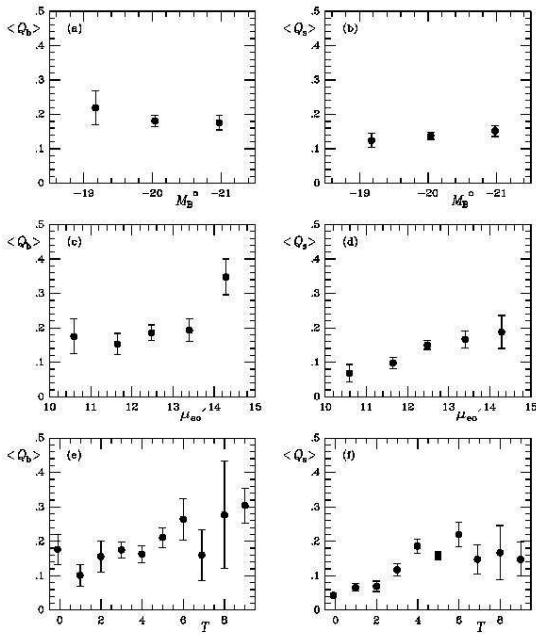 <Q_b> (a)
.5
.4
.3
.2
.1
0
−19 −20 −21
M_B^o
<Q_s> (b)
.5
.4
.3
.2
.1
0
−19 −20 −21
M_B^o
<Q_b> (c)
.5
.4
.3
.2
.1
0
10 11 12 13 14 15
μ_eo′
<Q_s> (d)
.5
.4
.3
.2
.1
0
10 11 12 13 14 15
μ_eo′
<Q_b> (e)
.5
.4
.3
.2
.1
0
0 2 4 6 8
T
<Q_s> (f)
.5
.4
.3
.2
.1
0
0 2 4 6 8
T